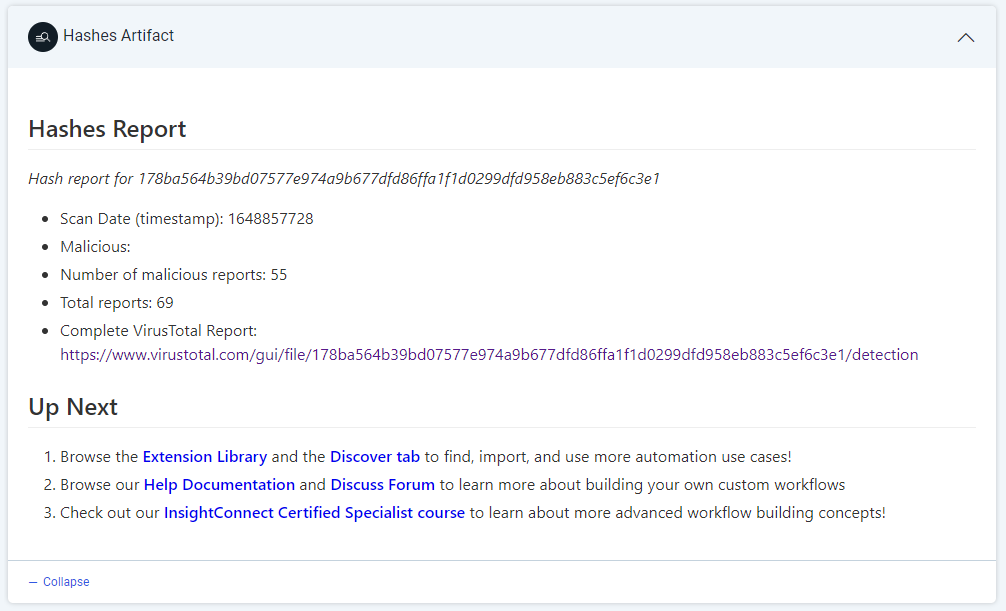 Hashes Artifact
Hashes Report
Hash report for 178ba564b39bd07577e974a9b677dfd86ffa1f1d0299dfd958eb883c5ef6c3e1
• Scan Date (timestamp): 1648857728
• Malicious:
• Number of malicious reports: 55
• Total reports: 69
• Complete VirusTotal Report:
https://www.virustotal.com/gui/file/178ba564b39bd07577e974a9b677dfd86ffa1f1d0299dfd958eb883c5ef6c3e1/detection
Up Next
1. Browse the Extension Library and the Discover tab to find, import, and use more automation use cases!
2. Browse our Help Documentation and Discuss Forum to learn more about building your own custom workflows
3. Check out our InsightConnect Certified Specialist course to learn about more advanced workflow building concepts!
— Collapse